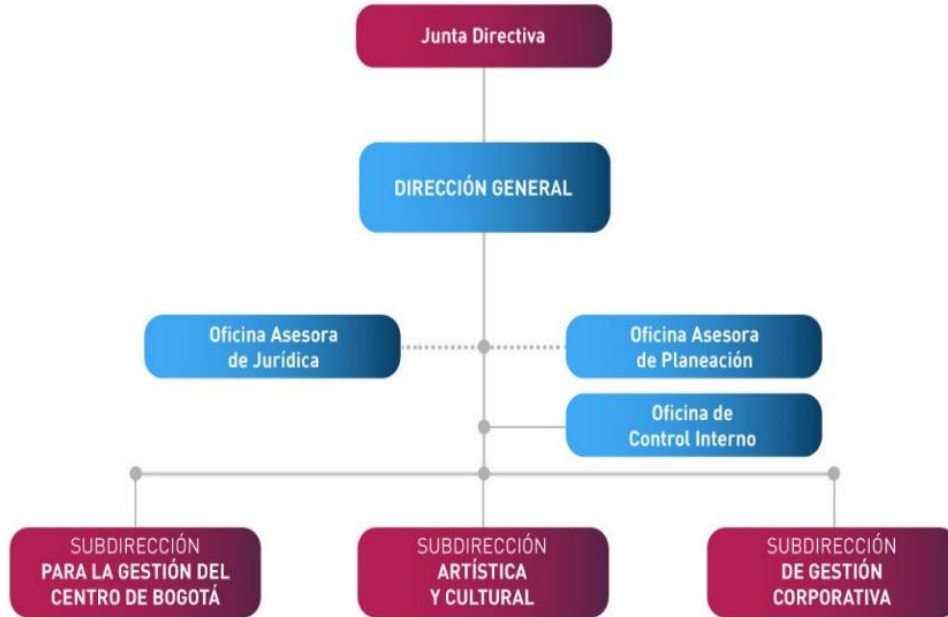 Junta Directiva
DIRECCIÓN GENERAL
Oficina Asesora
de Jurídica
Oficina Asesora
de Planeación
Oficina de
Control Interno
SUBDIRECCIÓN
PARA LA GESTIÓN DEL
CENTRO DE BOGOTÁ
SUBDIRECCIÓN
ARTÍSTICA
Y CULTURAL
SUBDIRECCIÓN
DE GESTIÓN
CORPORATIVA